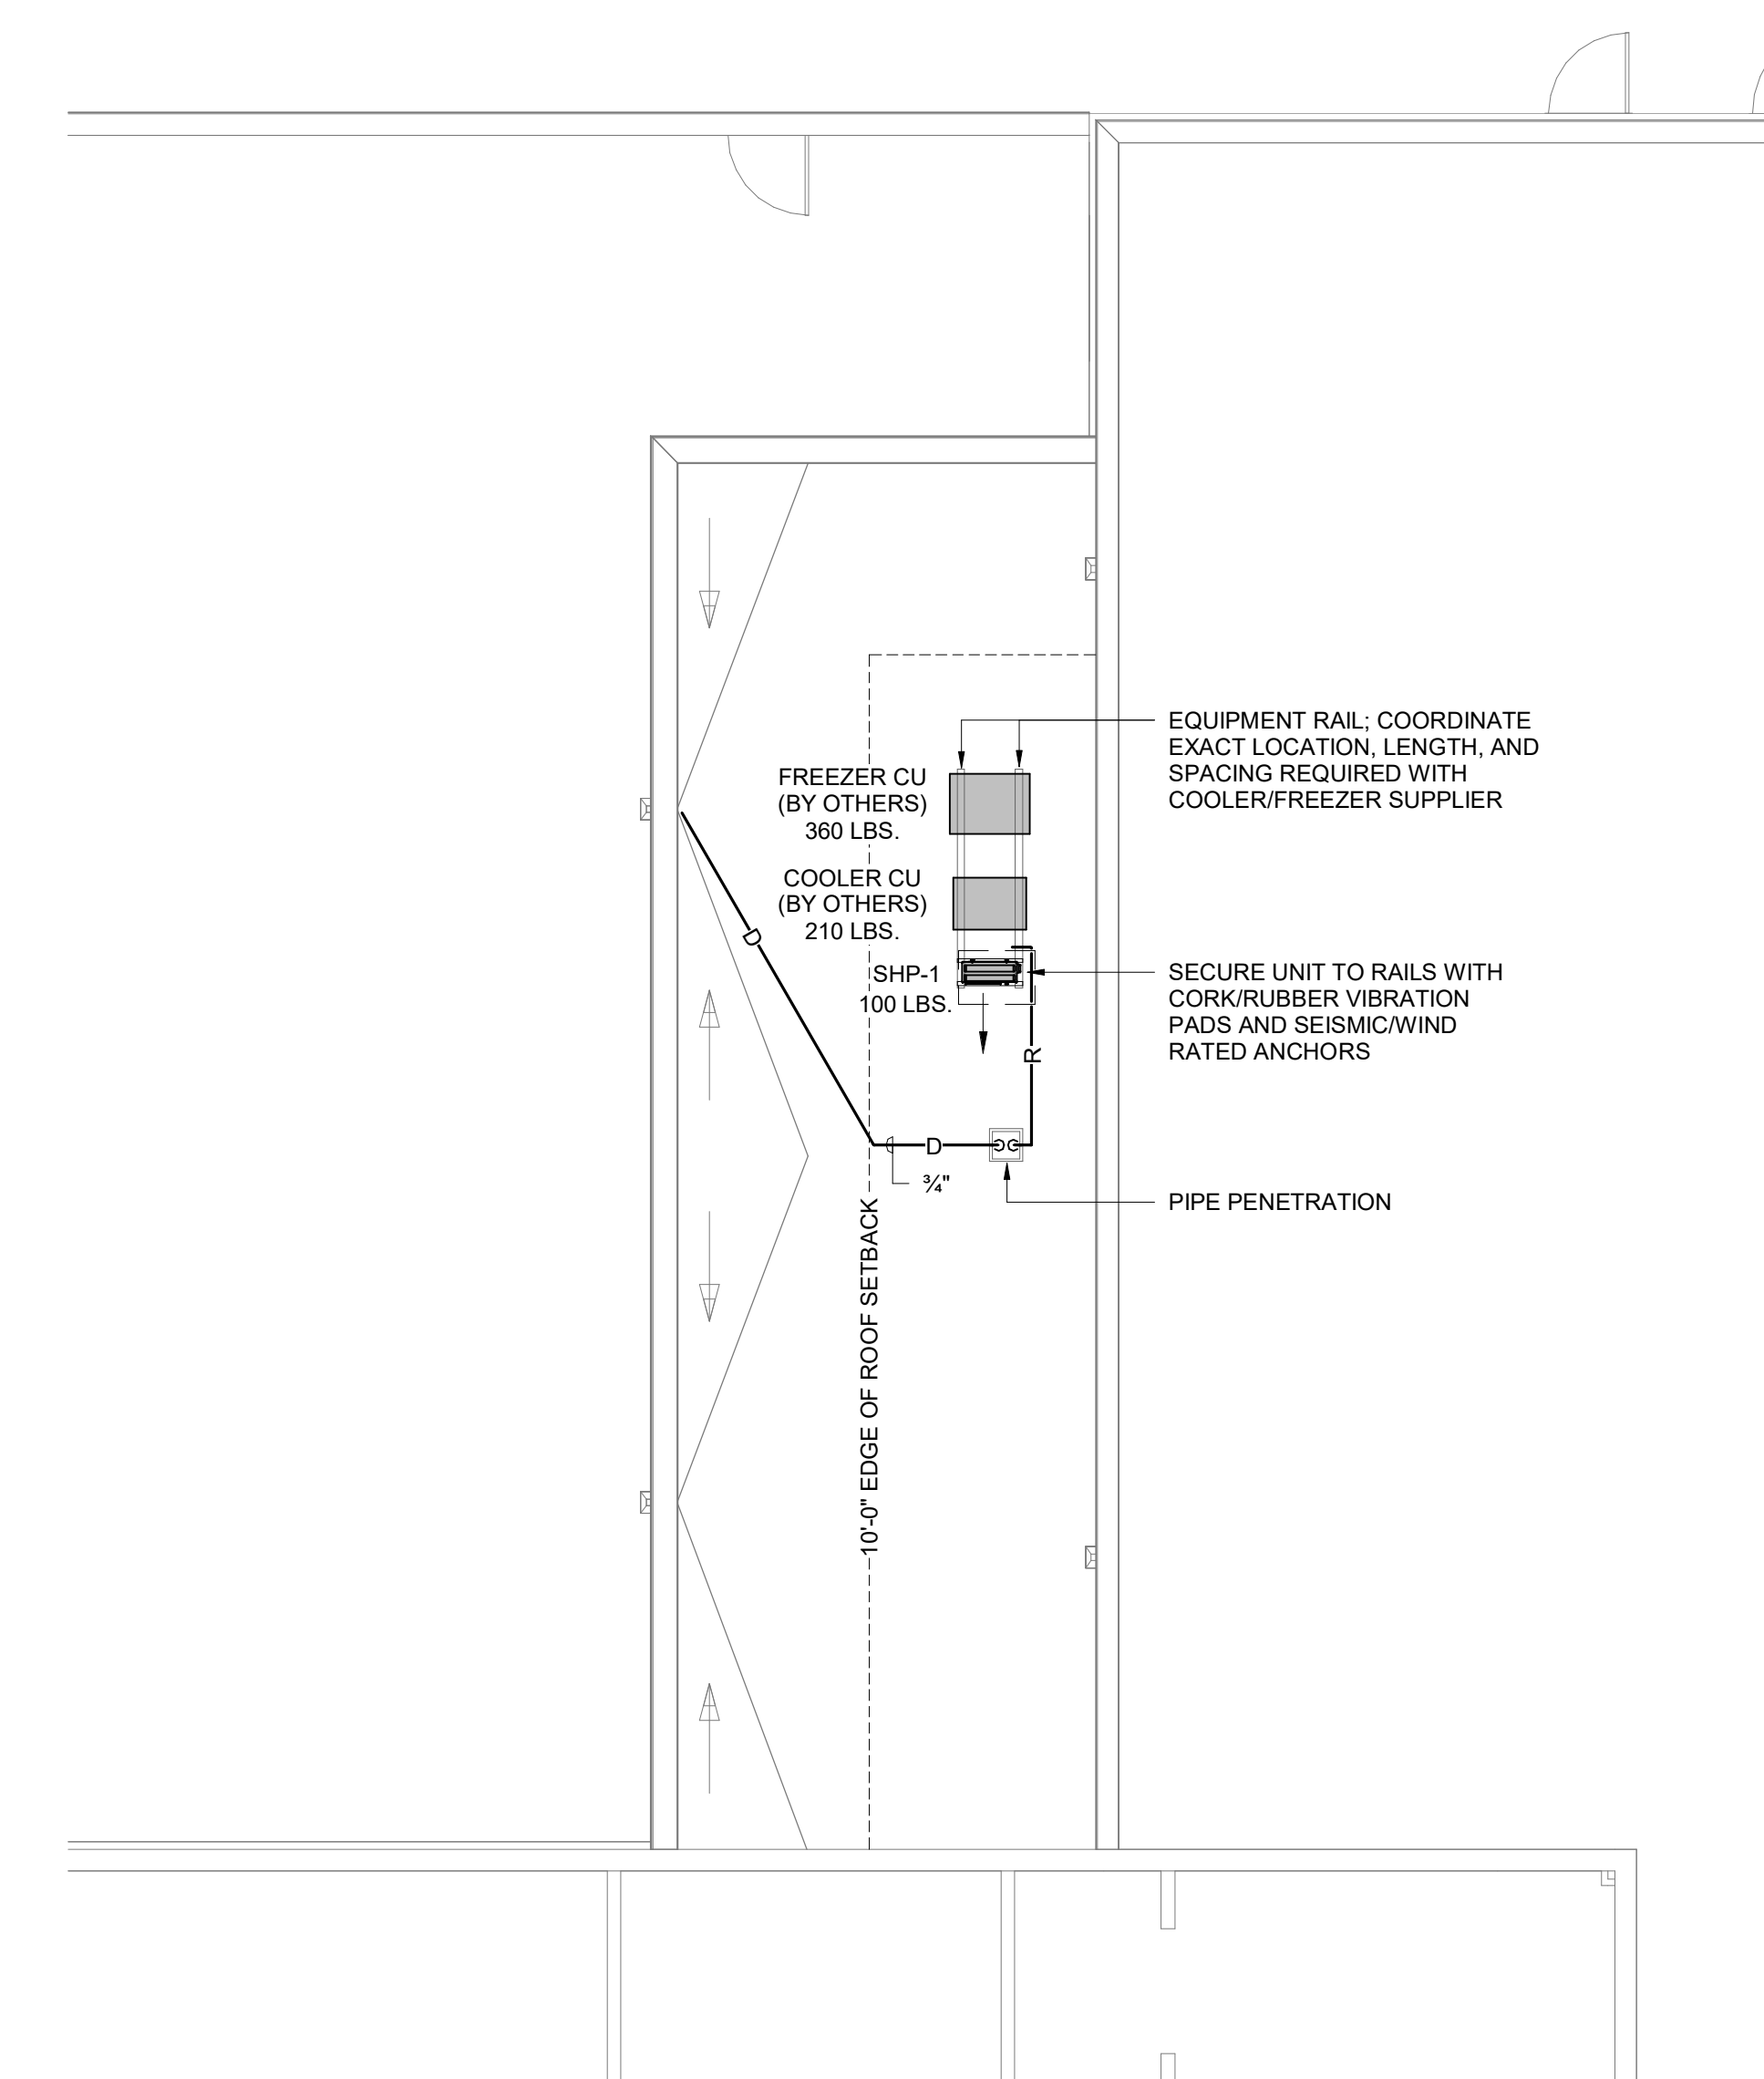 EQUIPMENT RAIL; COORDINATE
EXACT LOCATION, LENGTH, AND
SPACING REQUIRED WITH
COOLER/FREEZER SUPPLIER
FREEZER CU
(BY OTHERS)
360 LBS.
COOLER CU
(BY OTHERS)
210 LBS.
SHP-1
100 LBS.
SECURE UNIT TO RAILS WITH
CORK/RUBBER VIBRATION
PADS AND SEISMIC/WIND
RATED ANCHORS
D
R
D
¾"
PIPE PENETRATION
10'-0" EDGE OF ROOF SETBACK